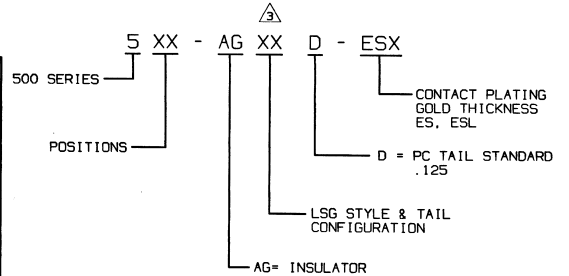 3
5 XX - AG XX D - ESX
500 SERIES
CONTACT PLATING
GOLD THICKNESS
ES, ESL
POSITIONS
D = PC TAIL STANDARD
.125
LSG STYLE & TAIL
CONFIGURATION
AG= INSULATOR